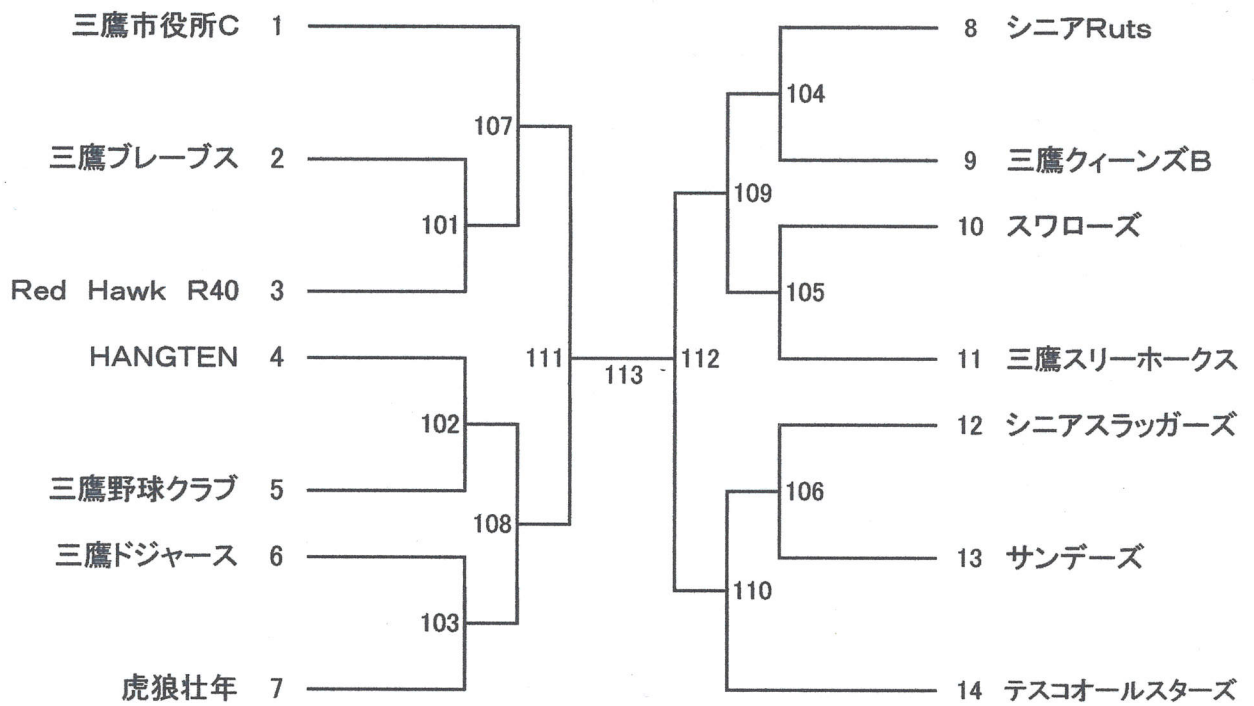 三鷹市役所C 1
107
三鷹ブレーブス 2
101
Red Hawk R40 3
HANGTEN 4
111
102
三鷹野球クラブ 5
108
三鷹ドジャース 6
103
虎狼壮年 7
113
8 シニアRuts
104
9 三鷹クィーンズB
109
10 スワローズ
105
112
11 三鷹スリーホークス
12 シニアスラッガーズ
106
13 サンデーズ
110
14 テスコオールスターズ